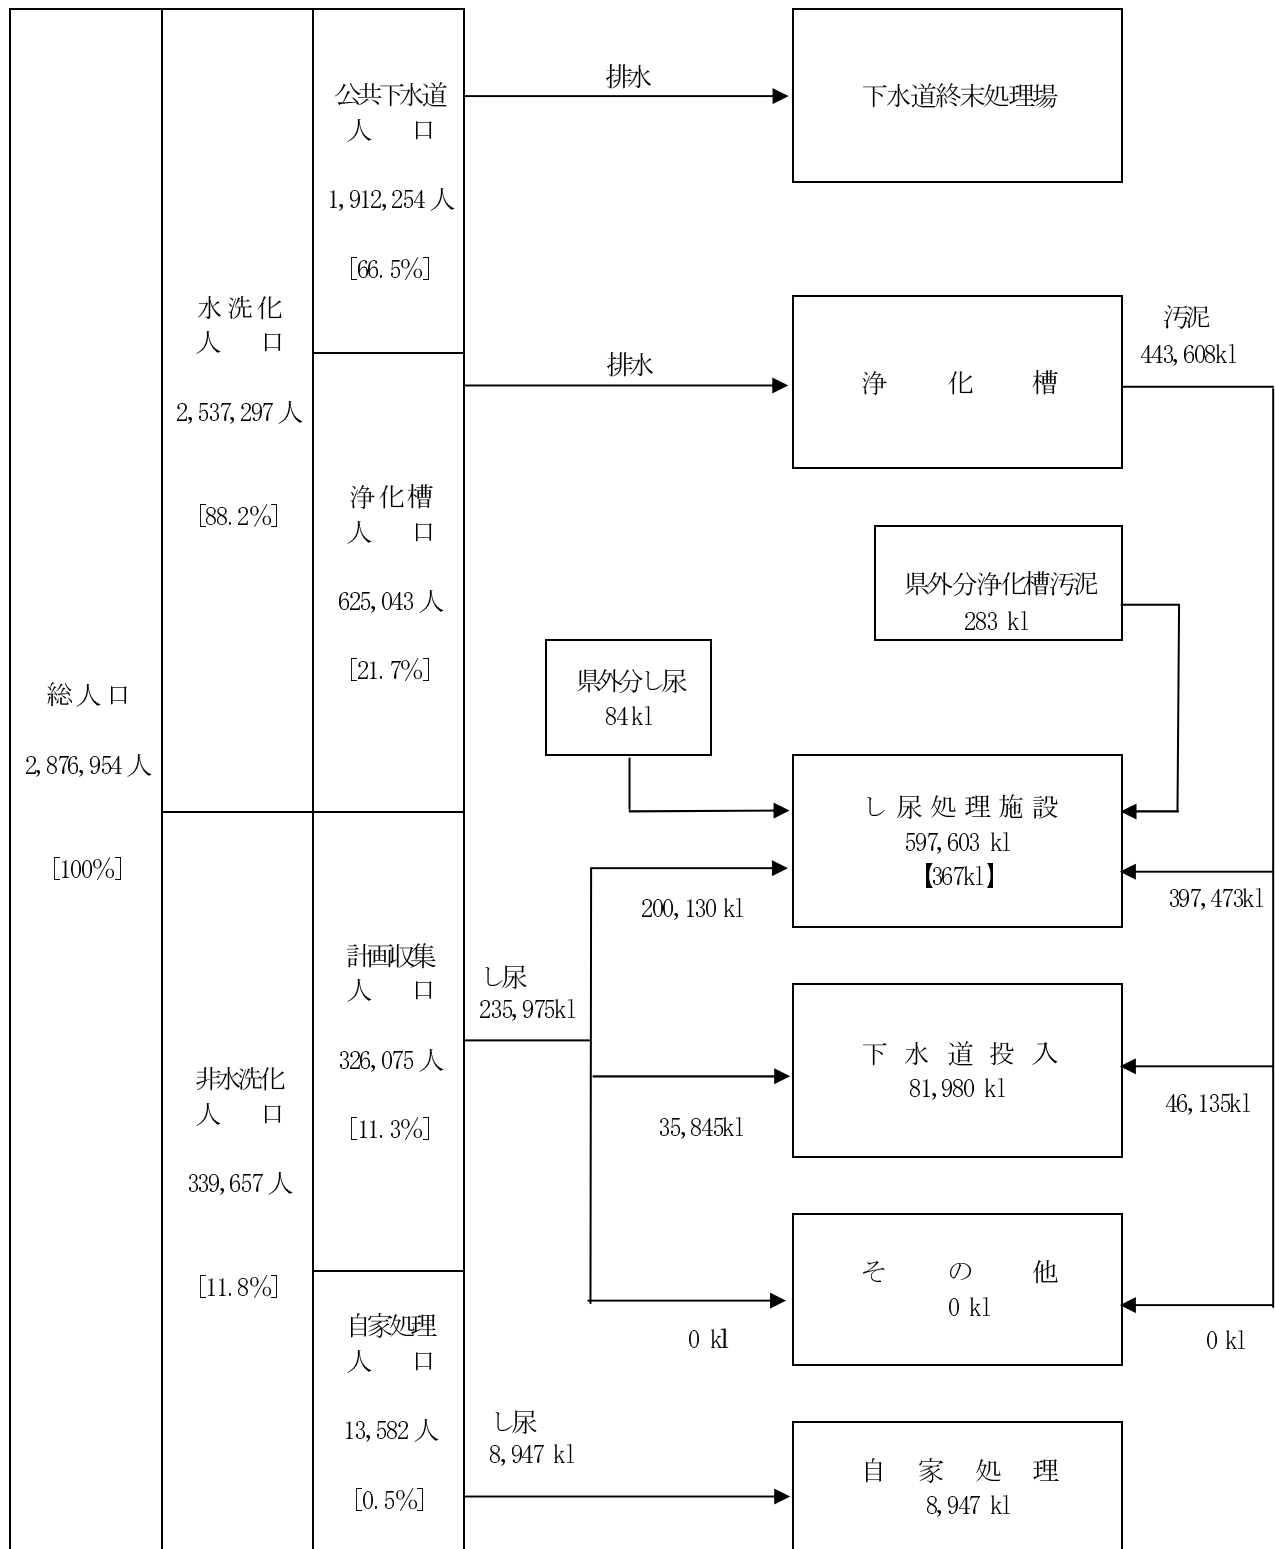 総人口
2,876,954人
[100%]
水洗化
人 口
2,537,297人
[88.2%]
非水洗化
人 口
339,657人
[11.8%]
公共下水道
人 口
1,912,254人
[66.5%]
浄化槽
人 口
625,043人
[21.7%]
計画収集
人 口
326,075人
[11.3%]
自家処理
人 口
13,582人
[0.5%]
排水
下水道終末処理場
排水
浄 化 槽
汚泥
443,608kl
県外分浄化槽汚泥
283 kl
県外分し尿
84kl
し尿処理施設
597,603 kl
【367kl】
200,130 kl
397,473kl
し尿
235,975kl
下水道投入
81,980 kl
35,845kl
46,135kl
そ の 他
0 kl
0 kl
0 kl
し尿
8,947 kl
自 家 処 理
8,947 kl